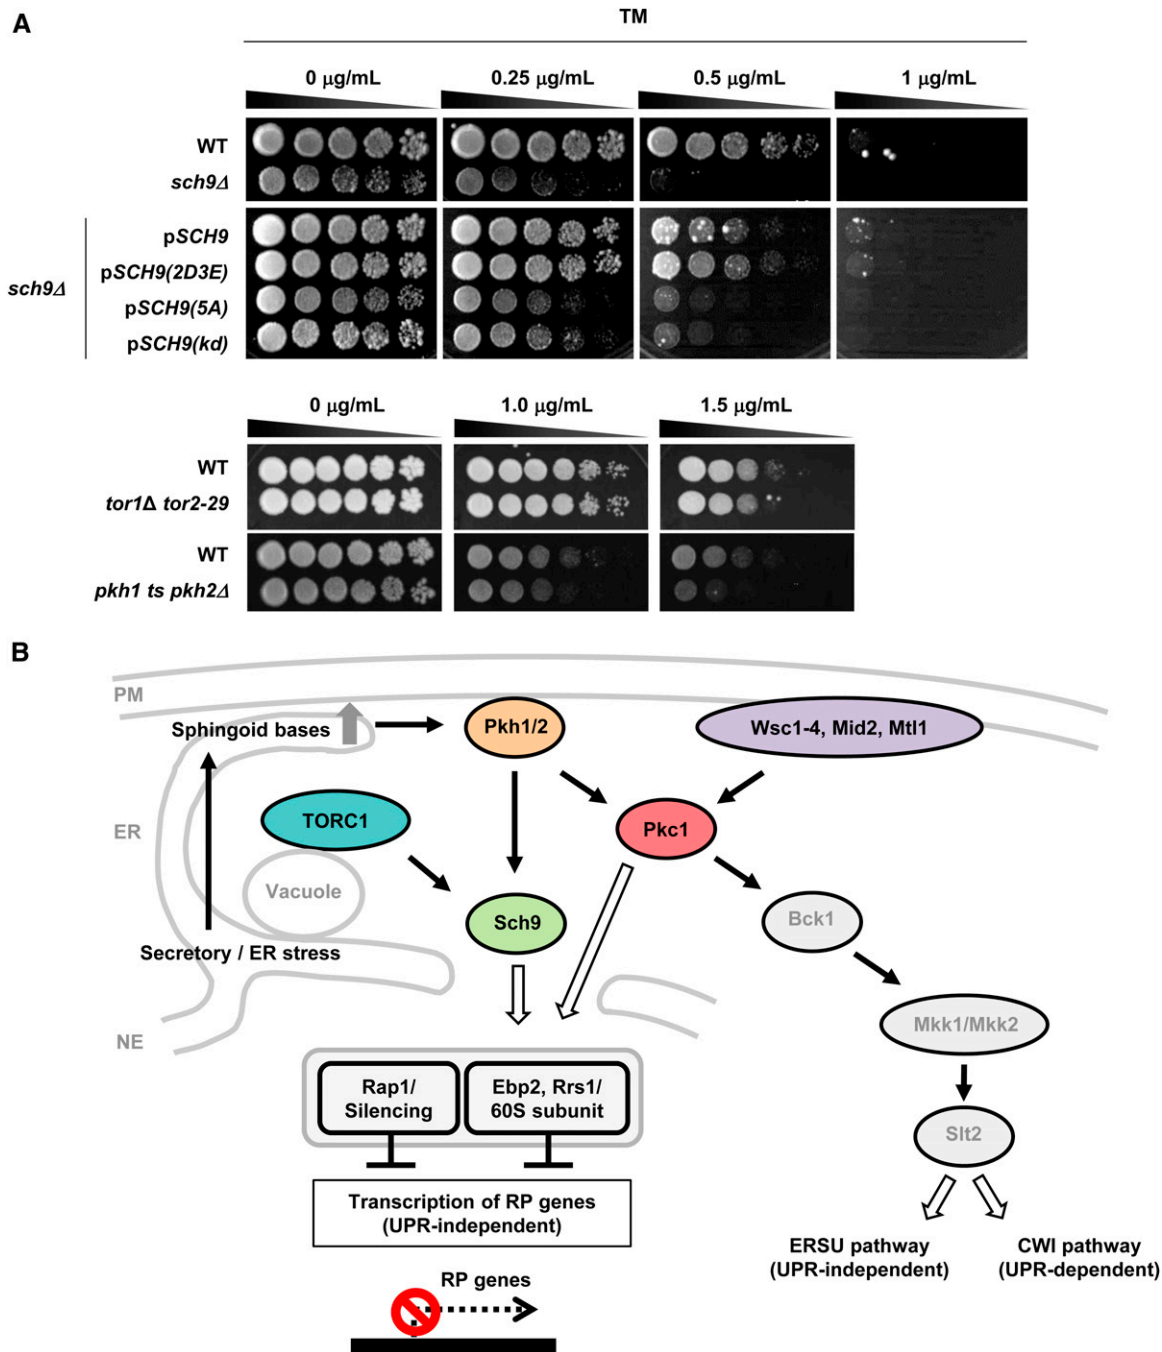 A
TM
0 µg/mL 0.25 µg/mL 0.5 µg/mL 1 µg/mL
WT
sch9Δ
sch9Δ
pSCH9
pSCH9(2D3E)
pSCH9(5A)
pSCH9(kd)
0 µg/mL 1.0 µg/mL 1.5 µg/mL
WT
tor1Δ tor2-29
WT
pkh1 ts pkh2Δ
B
PM
Sphingoid bases
Pkh1/2
Wsc1-4, Mid2, Mtl1
ER
TORC1
Pkc1
Vacuole
Sch9
Bck1
Secretory / ER stress
NE
Mkk1/Mkk2
Rap1/
Silencing
Ebp2, Rrs1/
60S subunit
Slt2
Transcription of RP genes
(UPR-independent)
ERSU pathway
(UPR-independent)
CWI pathway
(UPR-dependent)
RP genes